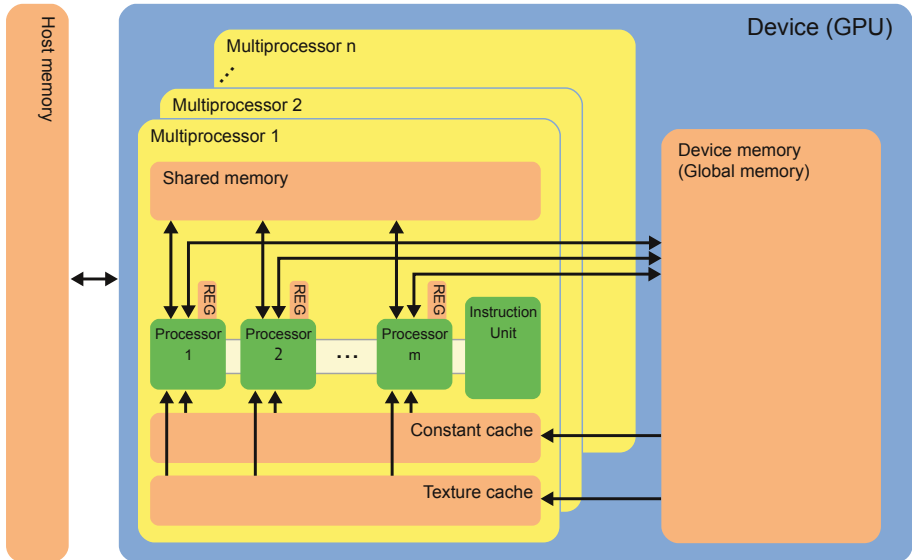 Host memory
Device (GPU)
Multiprocessor n
...
Multiprocessor 2
Multiprocessor 1
Shared memory
Device memory
(Global memory)
REG
REG
REG
Processor
1
Processor
2
...
Processor
m
Instruction
Unit
Constant cache
Texture cache